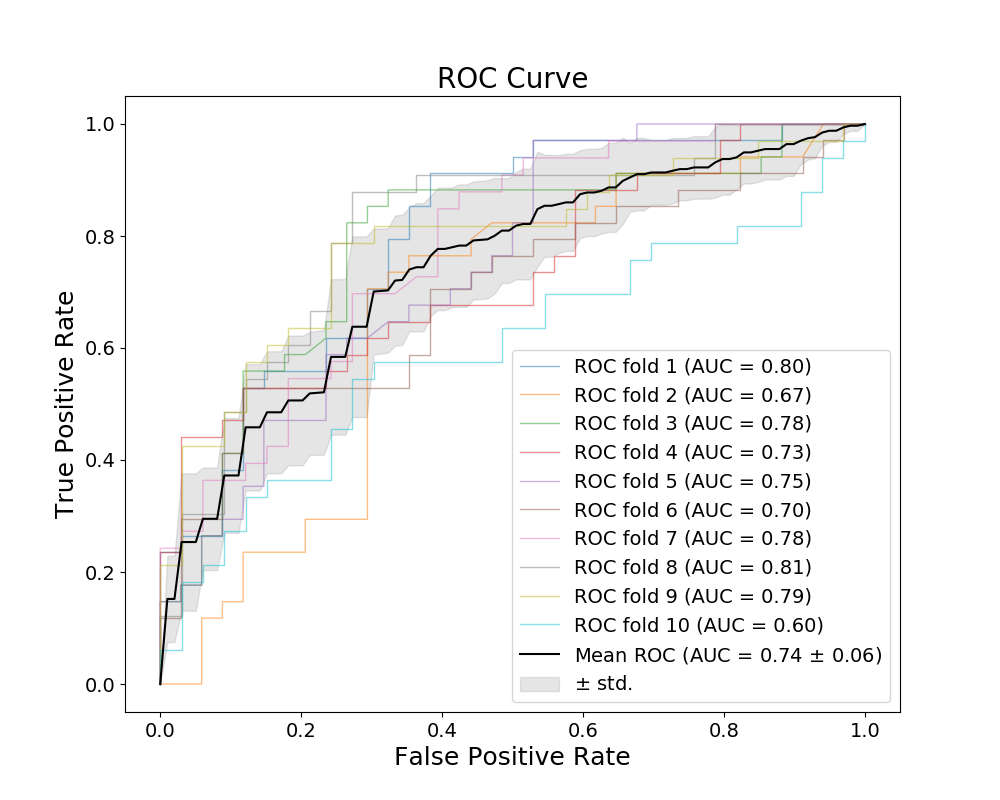 ROC Curve
True Positive Rate
1.0
0.8
0.6
0.4
0.2
0.0
ROC fold 1 (AUC = 0.80)
ROC fold 2 (AUC = 0.67)
ROC fold 3 (AUC = 0.78)
ROC fold 4 (AUC = 0.73)
ROC fold 5 (AUC = 0.75)
ROC fold 6 (AUC = 0.70)
ROC fold 7 (AUC = 0.78)
ROC fold 8 (AUC = 0.81)
ROC fold 9 (AUC = 0.79)
ROC fold 10 (AUC = 0.60)
Mean ROC (AUC = 0.74 ± 0.06)
± std.
0.0 0.2 0.4 0.6 0.8 1.0
False Positive Rate